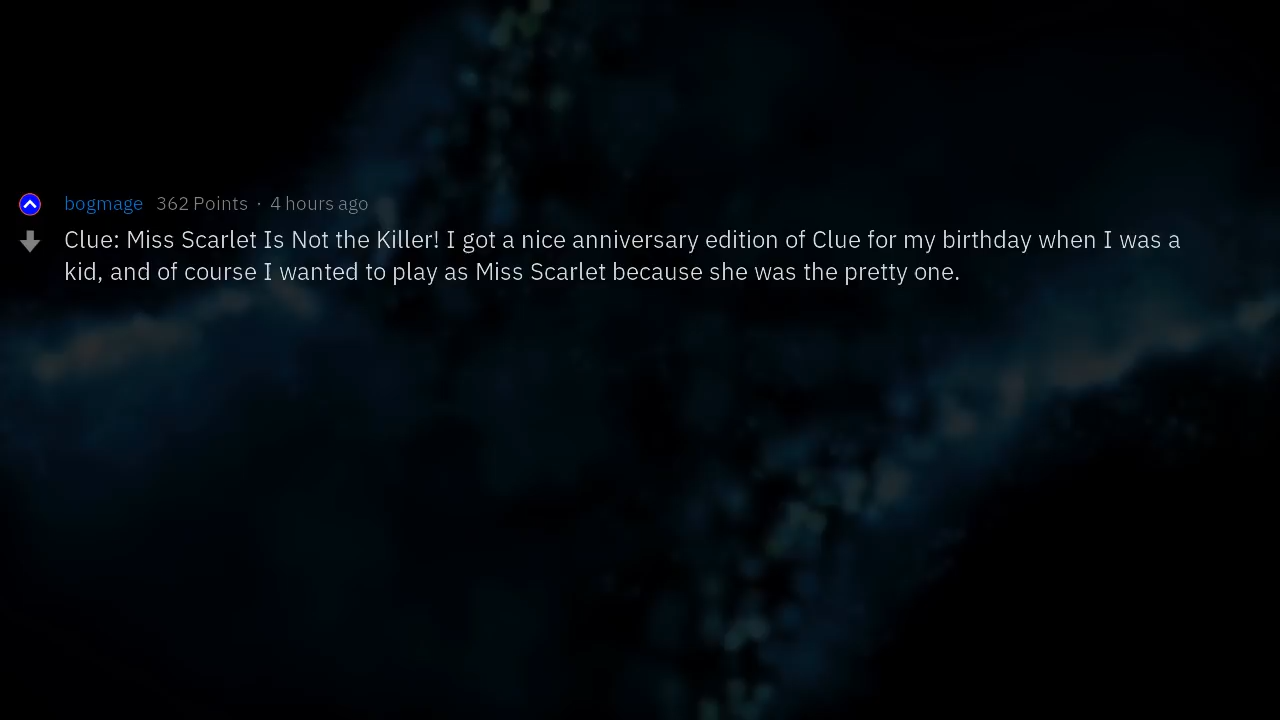 bogmage 362 Points · 4 hours ago
Clue: Miss Scarlet Is Not the Killer! I got a nice anniversary edition of Clue for my birthday when I was a
kid, and of course I wanted to play as Miss Scarlet because she was the pretty one.